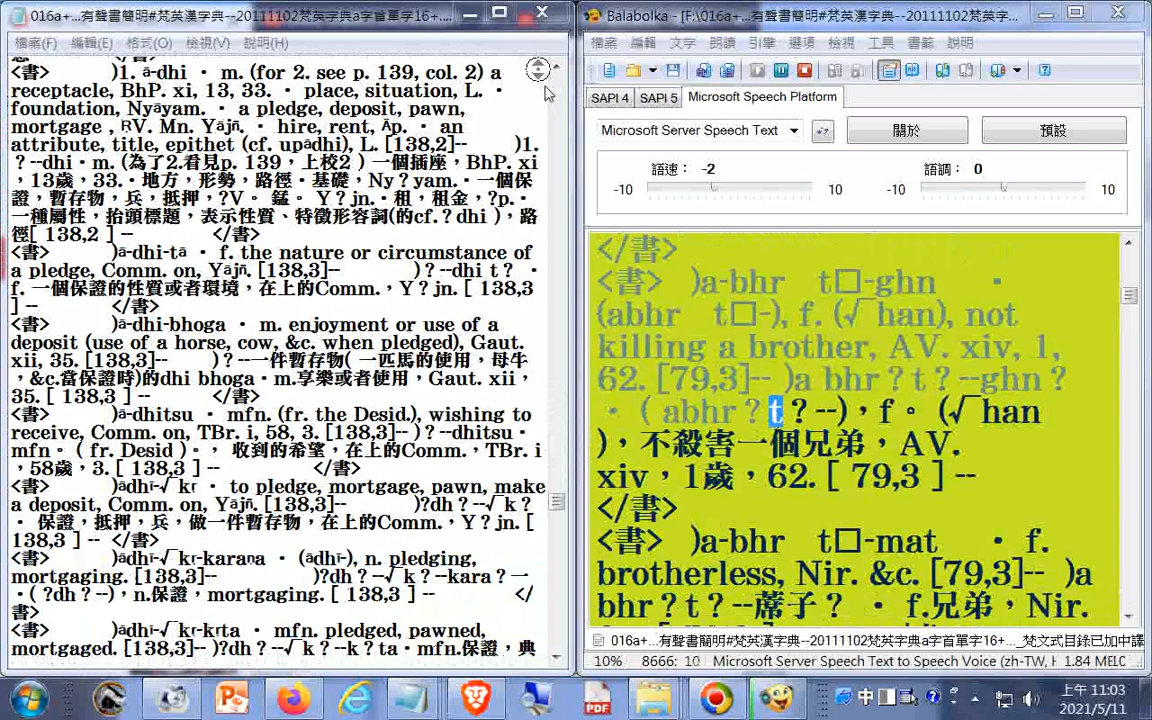 016a+...有聲書簡明#梵英漢字典--20111102梵英字典a字首單字16+...
檔案(F) 編輯(E) 格式(O) 檢視(V) 說明(H)
<書> )1. ā-dhi • m. (for 2. see p. 139, col. 2) a
receptacle, BhP. xi, 13, 33. • place, situation, L. •
foundation, Nyāyam. • a pledge, deposit, pawn,
mortgage , ṚV. Mn. Yājñ. • hire, rent, Āp. • an
attribute, title, epithet (cf. upādhi), L. [138,2] )1.
? --dhi • m. (為了2.看見p. 139，上校2 ) 一個插座，BhP. xi
，13歲，33. • 地方，形勢，路徑 • 基礎，Ny？yam. • 一個保
證，暫存物，兵，抵押，?V。錳。 Y？jn. • 租，租金，?p. •
一種屬性，抬頭標題，表示性質、特徵形容詞(的cf.？dhi )，路
徑[ 138,2 ] -- </書>
<書> )ā-dhi-tā • f. the nature or circumstance of
a pledge, Comm. on, Yājñ. [138,3]-- )？--dhi t？ •
f. 一個保證的性質或者環境，在上的Comm.，Y？jn. [ 138,3
] -- </書>
<書> )ā-dhi-bhoga • m. enjoyment or use of a
deposit (use of a horse, cow, &c. when pledged), Gaut.
xii, 35. [138,3]-- )？--一件暫存物( 一匹馬的使用，母牛
，&c.當保證時)的dhi bhoga • m.享樂或者使用，Gaut. xii，
35. [ 138,3 ] -- </書>
<書> )ā-dhitsu • mfn. (fr. the Desid.), wishing to
receive, Comm. on, TBr. i, 58, 3. [138,3]-- )？--dhitsu •
mfn。( fr. Desid )。， 收到的希望，在上的Comm.，TBr. i
，58歲，3. [ 138,3 ] -- </書>
<書> )ādhī-√kṛ • to pledge, mortgage, pawn, make
a deposit, Comm. on, Yājñ. [138,3]-- )?dh？--√k？
• 保證，抵押，兵，做一件暫存物，在上的Comm.，Y？jn. [
138,3 ] -- </書>
<書> )ādhī-√kṛ-karaṇa • (ādhī-), n. pledging,
mortgaging. [138,3]-- )?dh？--√k？--kara？一
• (？dh？--)，n.保證，mortgaging. [ 138,3 ] -- </
書>
<書> )ādhī-√kṛ-kṛta • mfn. pledged, pawned,
mortgaged. [138,3]-- )?dh？--√k？--k？ta • mfn.保證，典
Balabolka - [F:\016a+...有聲書簡明#梵英漢字典--20111102梵英字...
檔案 編輯 文字 朗讀 引擎 選項 檢視 工具 書籤 說明
SAPI 4 SAPI 5 Microsoft Speech Platform
Microsoft Server Speech Text 關於 預設
語速： -2 語調： 0
-10 10 -10 10
</書>
<書> )a-bhr t□-ghn •
(abhr t□-), f. (√han), not
killing a brother, AV. xiv, 1,
62. [79,3]-- )a bhr？t？--ghn？
• ( abhr？t？--)，f。(√han
)，不殺害一個兄弟，AV.
xiv，1歲，62. [ 79,3 ] --
</書>
<書> )a-bhr t□-mat • f.
brotherless, Nir. &c. [79,3]-- )a
bhr？t？--蓆子？ • f.兄弟，Nir.
016a+...有聲書簡明#梵英漢字典--20111102梵英字典a字首單字16+..._梵文式目錄已加中譯
10% 8666: 10 Microsoft Server Speech Text to Speech Voice (zh-TW, H 1.84 MELC
中
上午 11:03
2021/5/11